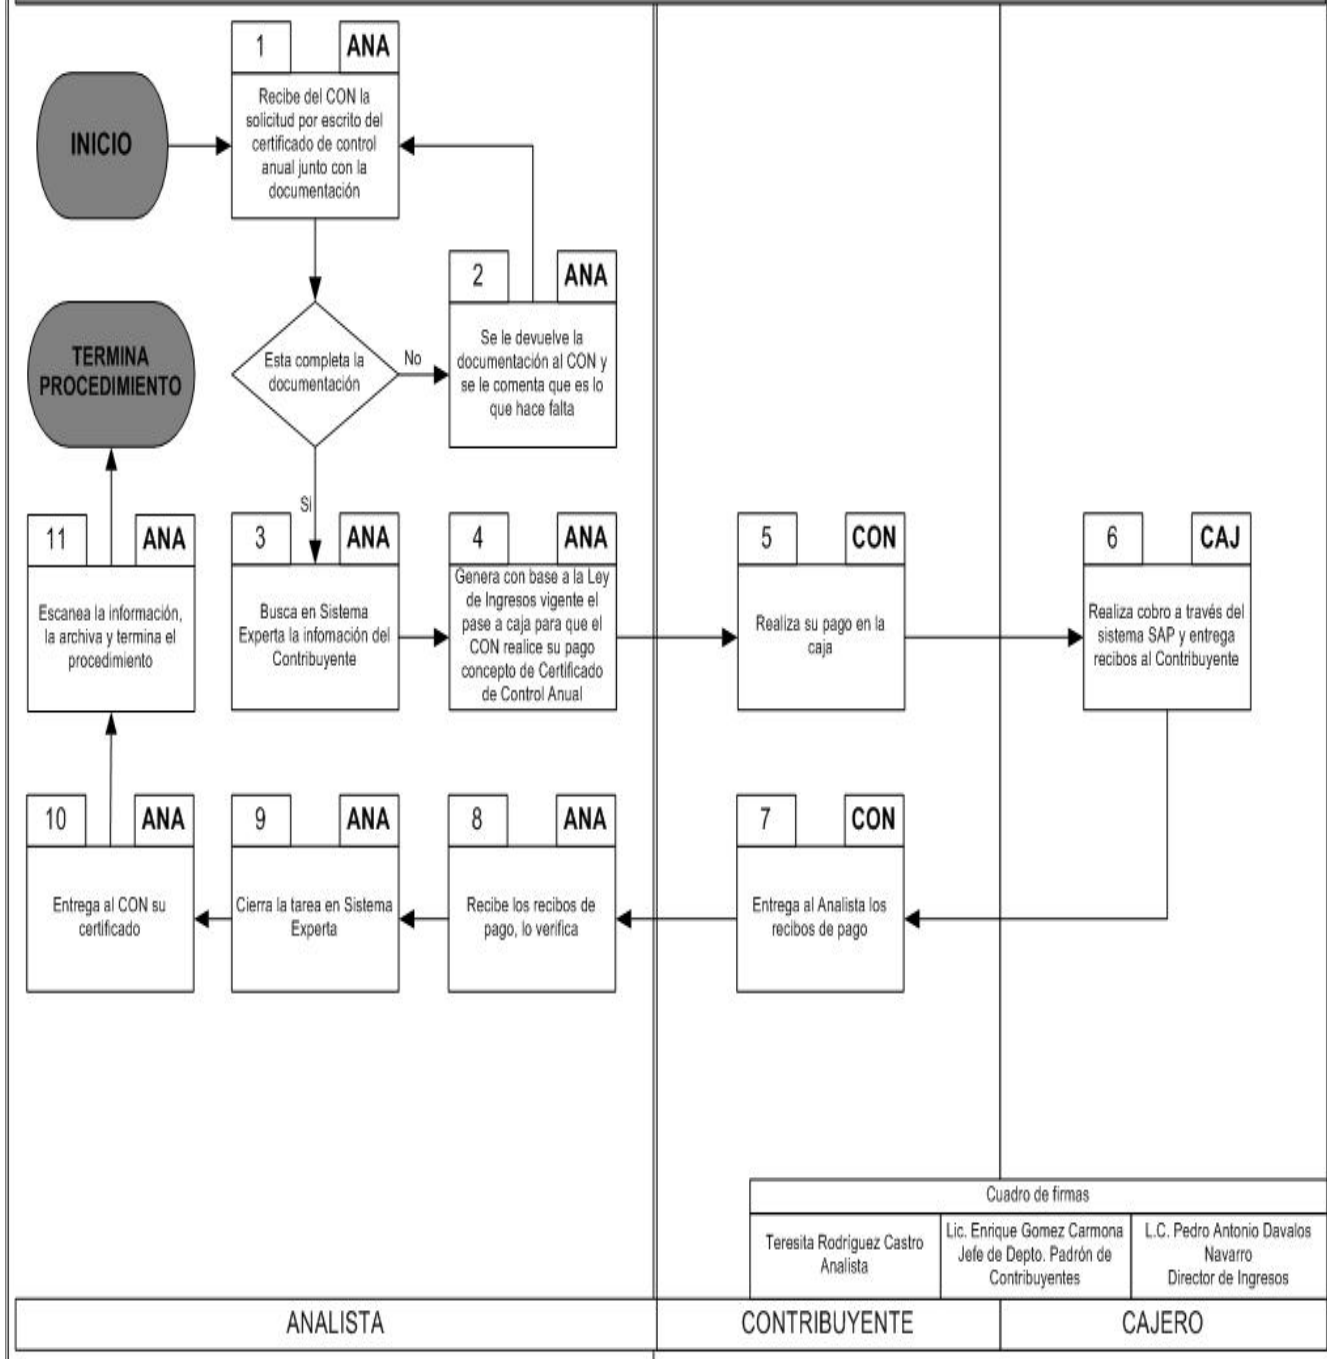 1
ANA
Recibe del CON la
solicitud por escrito del
certificado de control
anual junto con la
documentación
INICIO
2
ANA
Se le devuelve la
documentación al CON y
se le comenta que es lo
que hace falta
TERMINA
PROCEDIMIENTO
Esta completa la
documentación
No
Sí
11
ANA
Escanea la información,
la archiva y termina el
procedimiento
3
ANA
Busca en Sistema
Experta la infomación del
Contribuyente
4
ANA
Genera con base a la Ley
de Ingresos vigente el
pase a caja para que el
CON realice su pago
concepto de Certificado
de Control Anual
5
CON
Realiza su pago en la
caja
6
CAJ
Realiza cobro a través del
sistema SAP y entrega
recibos al Contribuyente
10
ANA
Entrega al CON su
certificado
9
ANA
Cierra la tarea en Sistema
Experta
8
ANA
Recibe los recibos de
pago, lo verifica
7
CON
Entrega al Analista los
recibos de pago
Cuadro de firmas
Teresita Rodriguez Castro
Analista
Lic. Enrique Gomez Carmona
Jefe de Depto. Padrón de
Contribuyentes
L.C. Pedro Antonio Davalos
Navarro
Director de Ingresos
ANALISTA
CONTRIBUYENTE
CAJERO